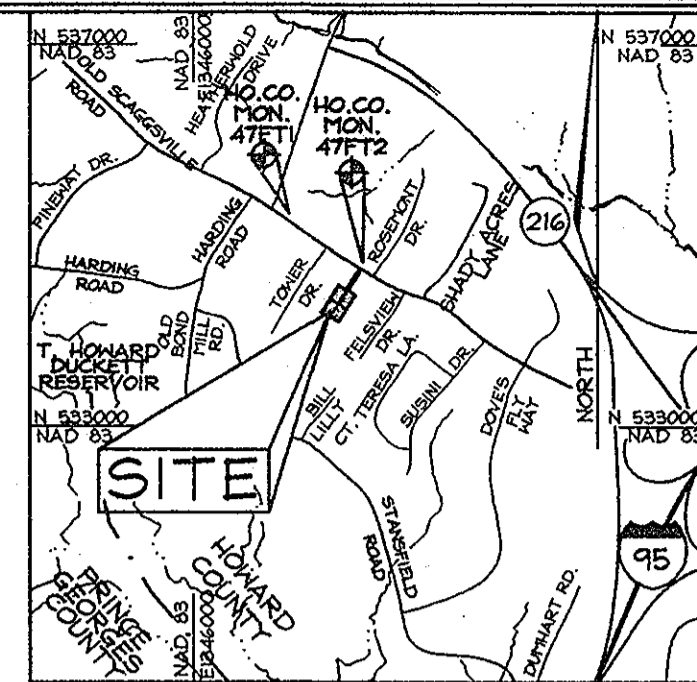 N 537000
NAD 83
NAD 83
E1346000
N 537000
NAD 83
OLD SCAGGSVILLE
ROAD
HEATHERWOLD
DRIVE
HO.CO.
MON.
47FT1
HO.CO.
MON.
47FT2
PINEWAY DR.
HARDING
ROAD
HARDING
ROAD
TOWER
DR.
ROSEMONT
DR.
SHADY ACRES
LANE
216
OLD
BOND
MILL
RD.
FELSVIEW
DR.
T. HOWARD
DUCKETT
RESERVOIR
BILL
LILLY
CT.
TERESA LA.
SUSINI DR.
DOVE'S
FLY
WAY
NORTH
N 533000
NAD 83
N 533000
NAD 83
SITE
STANSFIELD
ROAD
95
PRINCE
GEORGES
COUNTY
HOWARD
COUNTY
NAD 83
E1346000
DUMHART RD.